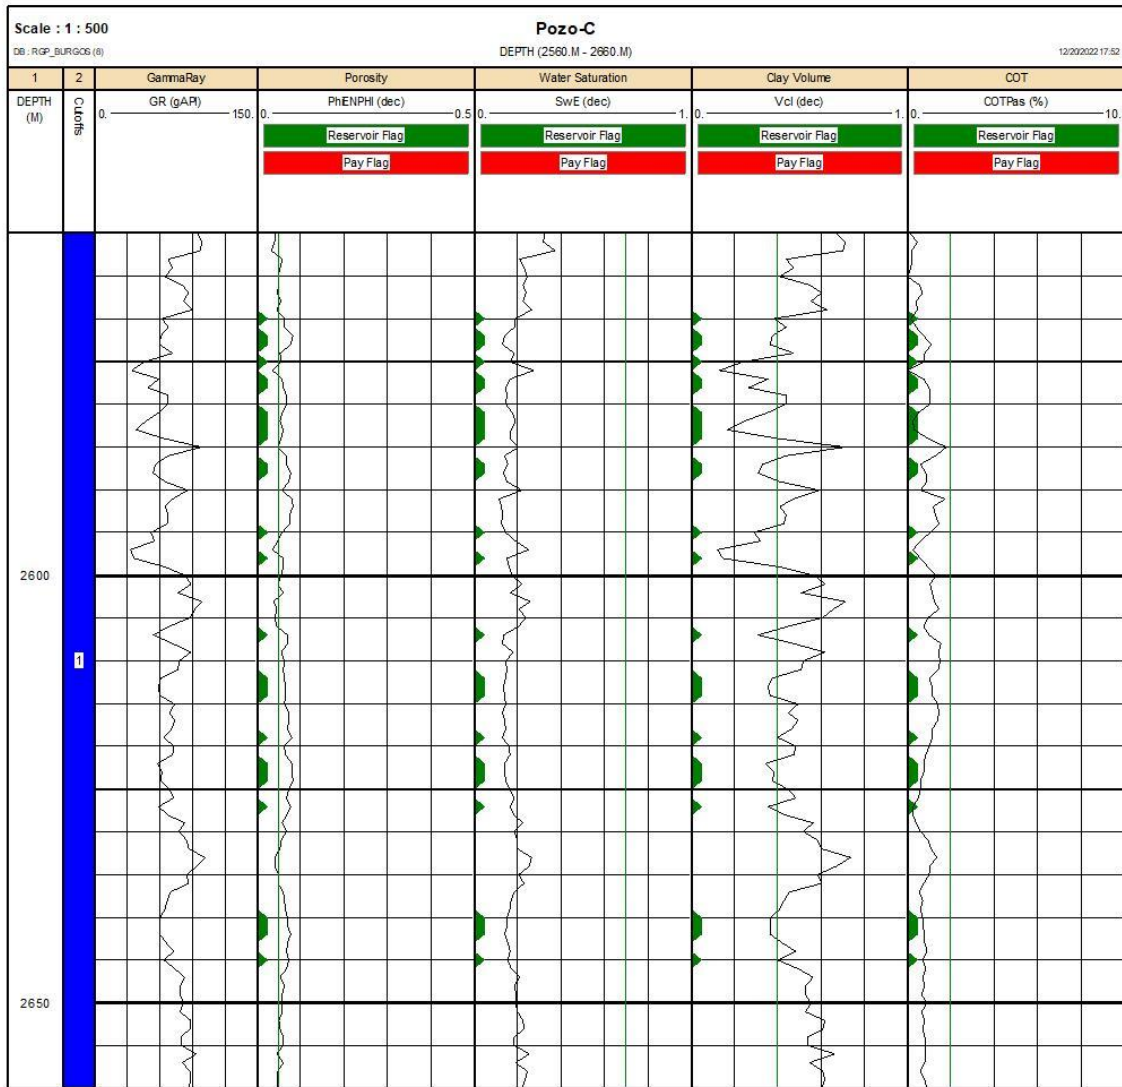 Scale : 1 : 500
Pozo-C
DB : RGP_BURGOS (6)
DEPTH (2560.M - 2660.M)
12/20/2022 17:52
1 2 GammaRay Porosity Water Saturation Clay Volume COT
DEPTH (M)
Cutoffs
GR (gAPI)
0. 150.
PhiENPHI (dec)
0. 0.5
Reservoir Flag
Pay Flag
SwE (dec)
0. 1.
Reservoir Flag
Pay Flag
Vcl (dec)
0. 1.
Reservoir Flag
Pay Flag
COTPas (%)
0. 10.
Reservoir Flag
Pay Flag
2600
1
2650